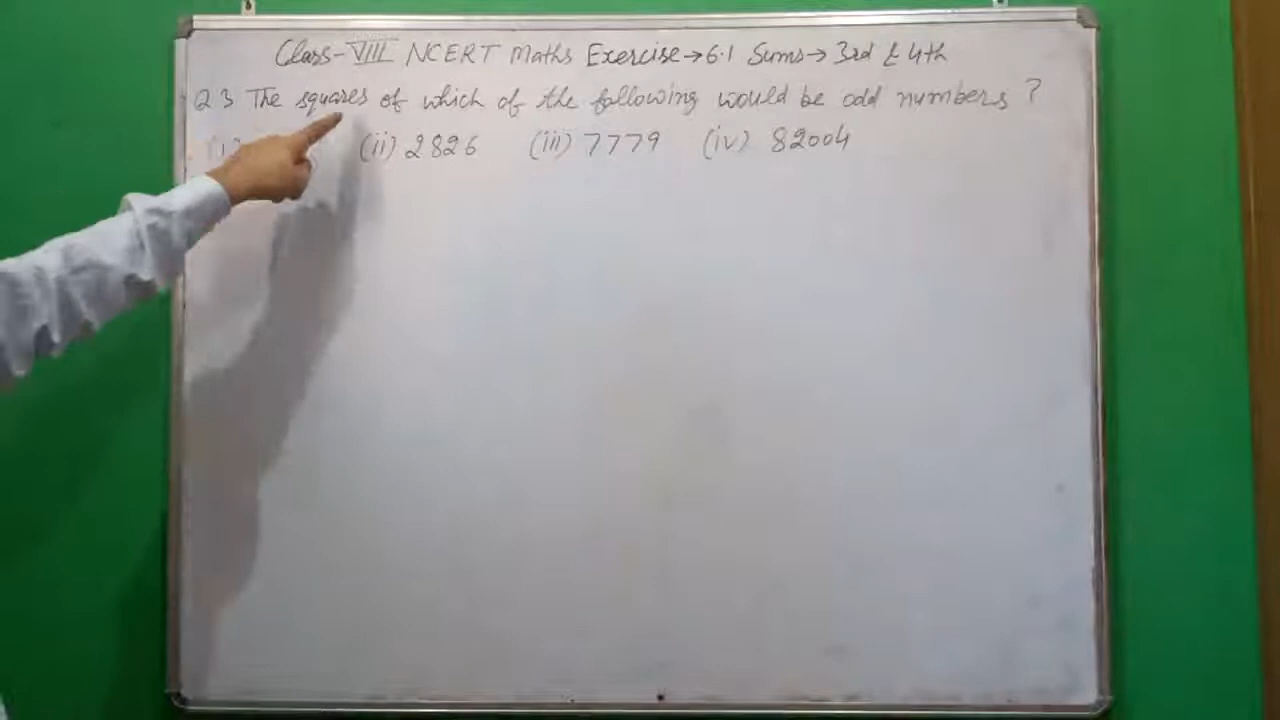 Class-VIII NCERT Maths Exercise→6.1 Sums→3rd & 4th
Q3 The squares of which of the following would be odd numbers ?
(i) (ii) 2826 (iii) 7779 (iv) 82004